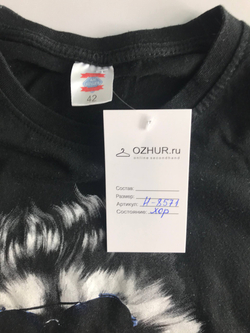 42
OZHUR.ru
Состав:
Размер:
Артикул: Н-8571
Состояние: хор